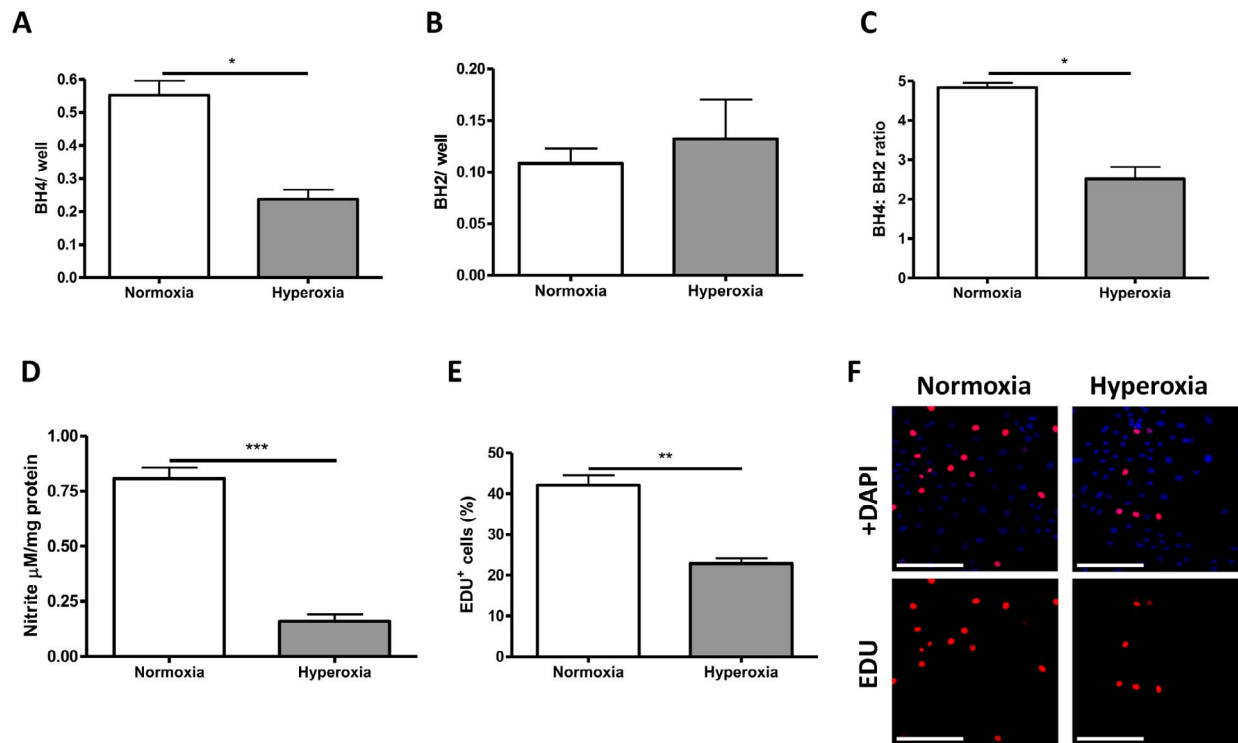 A
BH4/ well
0.6
0.5
0.4
0.3
0.2
0.1
0.0
*
Normoxia
Hyperoxia
B
BH2/ well
0.20
0.15
0.10
0.05
0.00
Normoxia
Hyperoxia
C
BH4: BH2 ratio
5
4
3
2
1
0
*
Normoxia
Hyperoxia
D
Nitrite μM/mg protein
1.00
0.75
0.50
0.25
0.00
***
Normoxia
Hyperoxia
E
EDU⁺ cells (%)
50
40
30
20
10
0
**
Normoxia
Hyperoxia
F
Normoxia
Hyperoxia
+DAPI
EDU